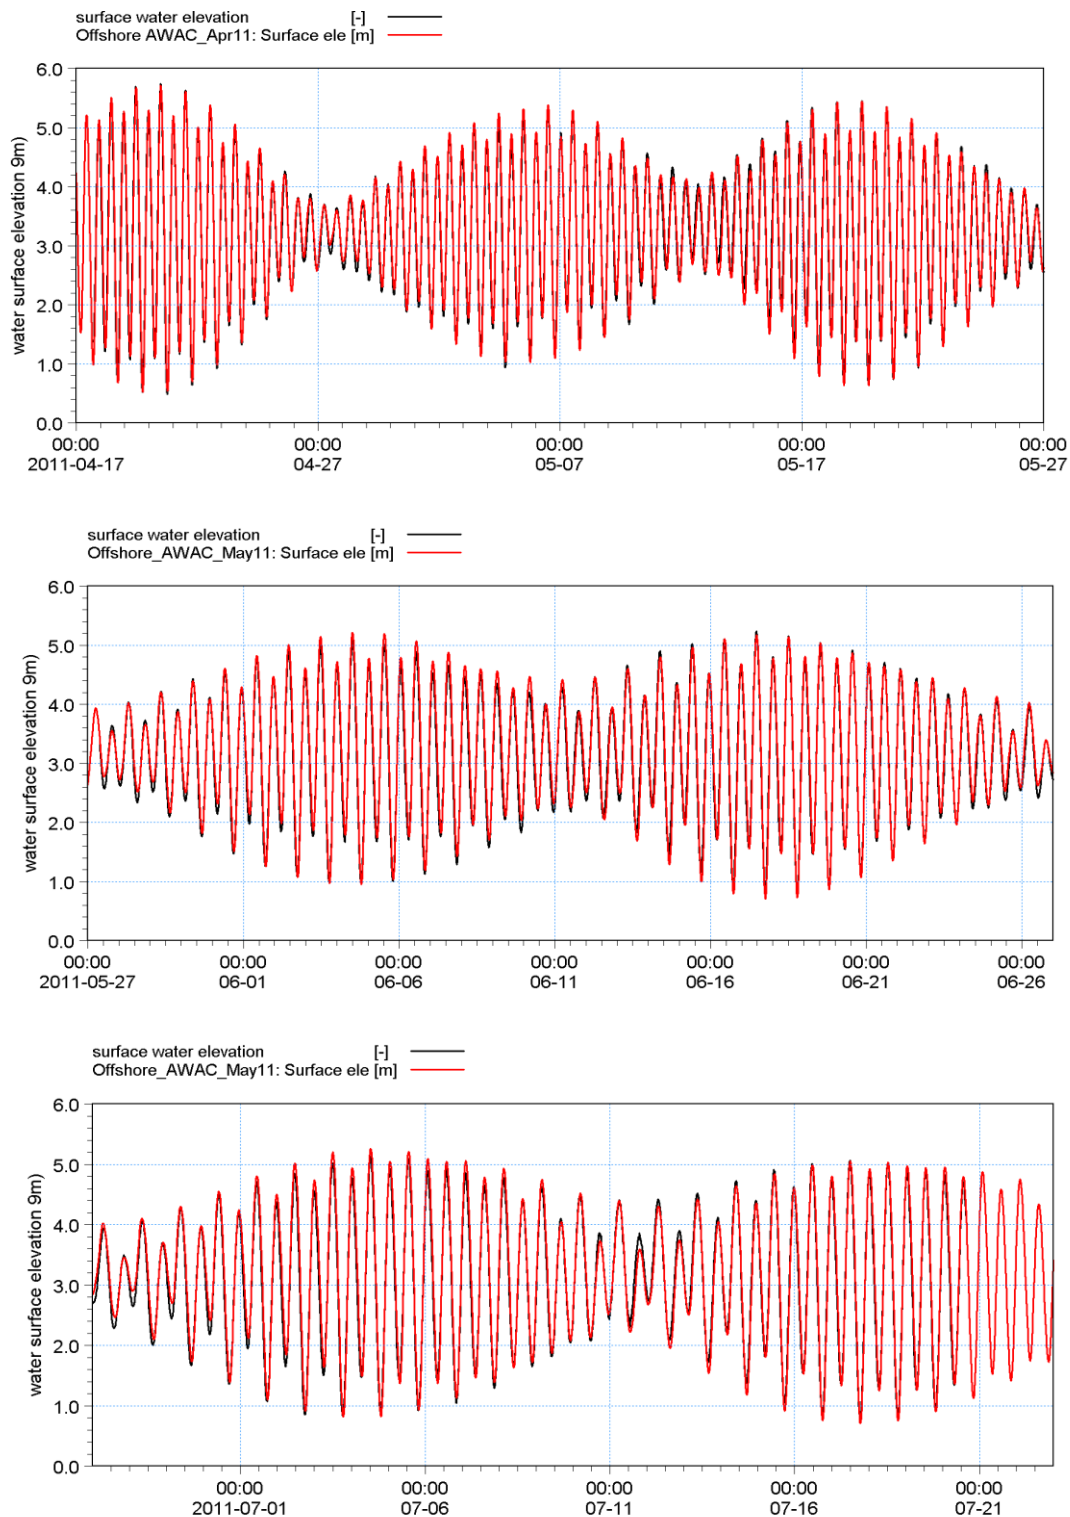 surface water elevation [-]
Offshore AWAC_Apr11: Surface ele [m]
6.0
5.0
4.0
3.0
2.0
1.0
0.0
water surface elevation 9m)
00:00 00:00 00:00 00:00 00:00
2011-04-17 04-27 05-07 05-17 05-27
surface water elevation [-]
Offshore_AWAC_May11: Surface ele [m]
6.0
5.0
4.0
3.0
2.0
1.0
0.0
water surface elevation 9m)
00:00 00:00 00:00 00:00 00:00 00:00 00:00
2011-05-27 06-01 06-06 06-11 06-16 06-21 06-26
surface water elevation [-]
Offshore_AWAC_May11: Surface ele [m]
6.0
5.0
4.0
3.0
2.0
1.0
0.0
water surface elevation 9m)
00:00 00:00 00:00 00:00 00:00
2011-07-01 07-06 07-11 07-16 07-21